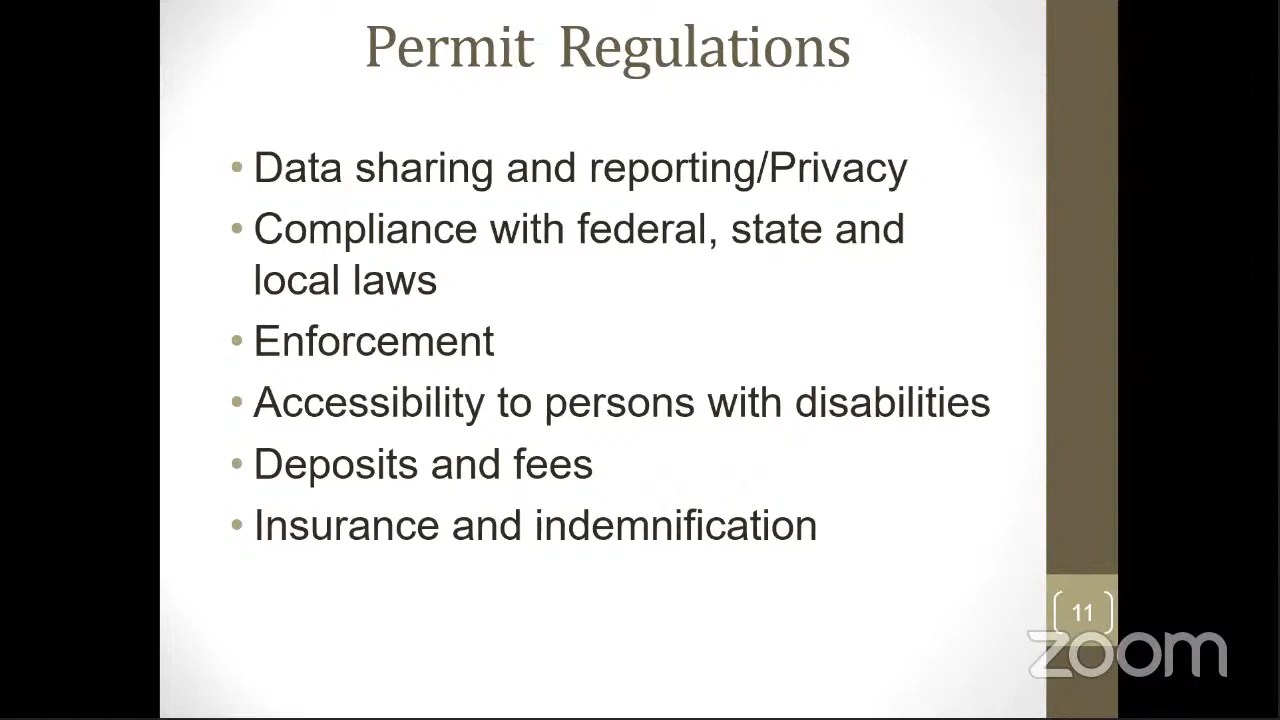 Permit Regulations
• Data sharing and reporting/Privacy
• Compliance with federal, state and
local laws
• Enforcement
• Accessibility to persons with disabilities
• Deposits and fees
• Insurance and indemnification
11
zoom